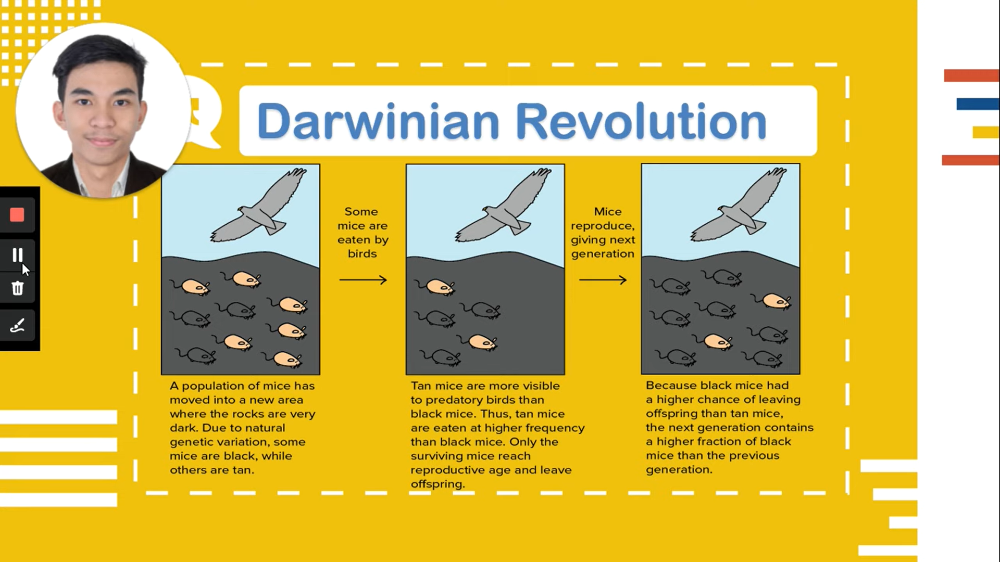 Darwinian Revolution
Some
mice are
eaten by
birds
Mice
reproduce,
giving next
generation
A population of mice has
moved into a new area
where the rocks are very
dark. Due to natural
genetic variation, some
mice are black, while
others are tan.
Tan mice are more visible
to predatory birds than
black mice. Thus, tan mice
are eaten at higher frequency
than black mice. Only the
surviving mice reach
reproductive age and leave
offspring.
Because black mice had
a higher chance of leaving
offspring than tan mice,
the next generation contains
a higher fraction of black
mice than the previous
generation.